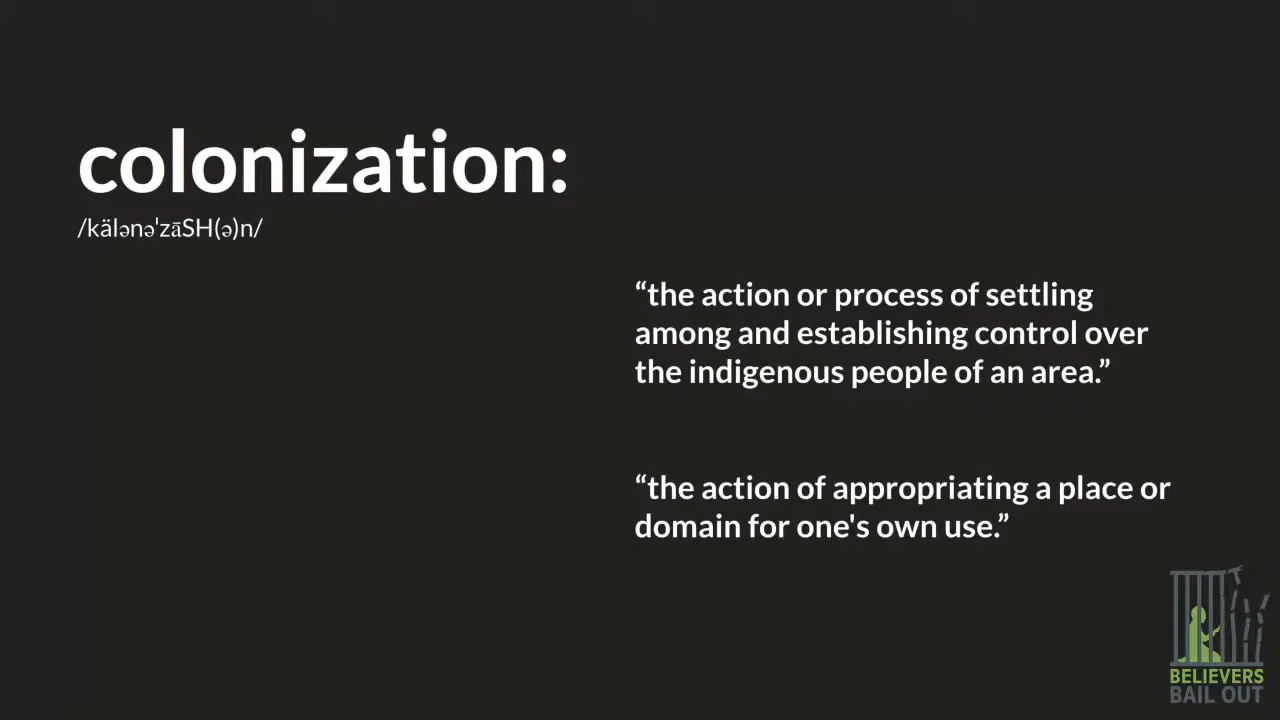 colonization:
/kälənəˈzāSH(ə)n/
“the action or process of settling
among and establishing control over
the indigenous people of an area.”
“the action of appropriating a place or
domain for one's own use.”
BELIEVERS
BAIL OUT